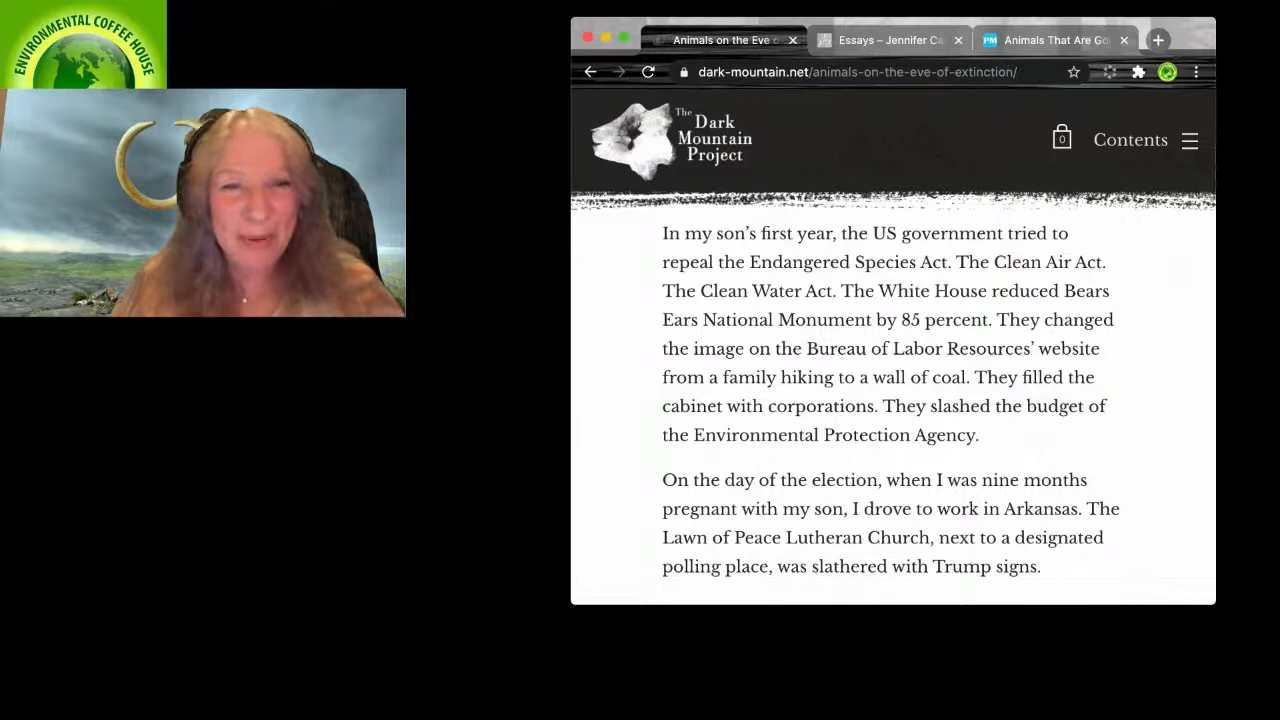 ENVIRONMENTAL COFFEE HOUSE
Animals on the Eve
Essays – Jennifer Ca
Animals That Are Go
dark-mountain.net/animals-on-the-eve-of-extinction/
The
Dark
Mountain
Project
0
Contents
In my son’s first year, the US government tried to
repeal the Endangered Species Act. The Clean Air Act.
The Clean Water Act. The White House reduced Bears
Ears National Monument by 85 percent. They changed
the image on the Bureau of Labor Resources’ website
from a family hiking to a wall of coal. They filled the
cabinet with corporations. They slashed the budget of
the Environmental Protection Agency.
On the day of the election, when I was nine months
pregnant with my son, I drove to work in Arkansas. The
Lawn of Peace Lutheran Church, next to a designated
polling place, was slathered with Trump signs.